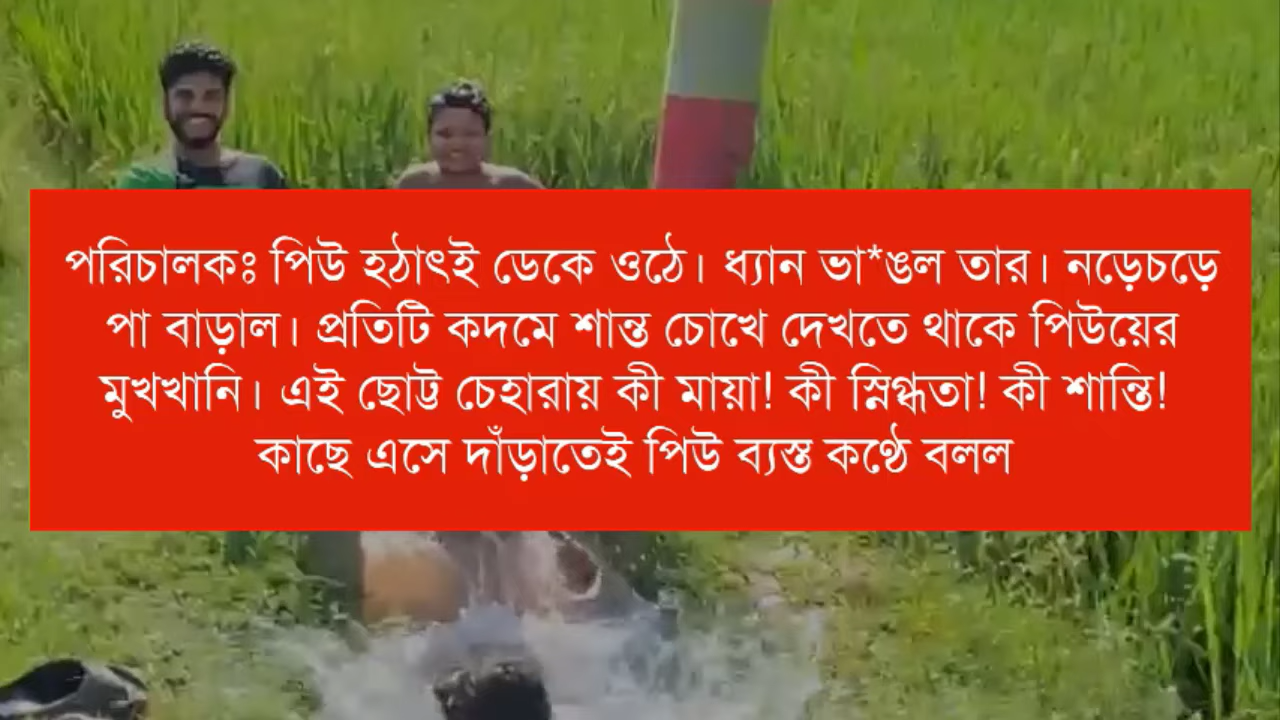 পরিচালকঃ পিউ হঠাৎই ডেকে ওঠে। ধ্যান ভা*ঙল তার। নড়েচড়ে
পা বাড়াল। প্রতিটি কদমে শান্ত চোখে দেখতে থাকে পিউয়ের
মুখখানি। এই ছোট্ট চেহারায় কী মায়া! কী স্নিগ্ধতা! কী শান্তি!
কাছে এসে দাঁড়াতেই পিউ ব্যস্ত কণ্ঠে বলল